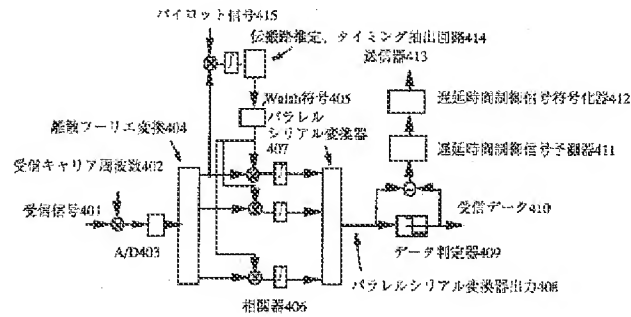 パイロット信号415
伝搬路推定、タイミング抽出回路414
送信器413
Walsh符号405
遅延時間制御信号符号化器412
離散フーリエ変換404
パラレル
シリアル変換器
407
遅延時間制御信号予測器411
受信キャリア周波数402
受信信号401
受信データ410
A/D403
データ判定器409
パラレルシリアル変換器出力408
相関器406